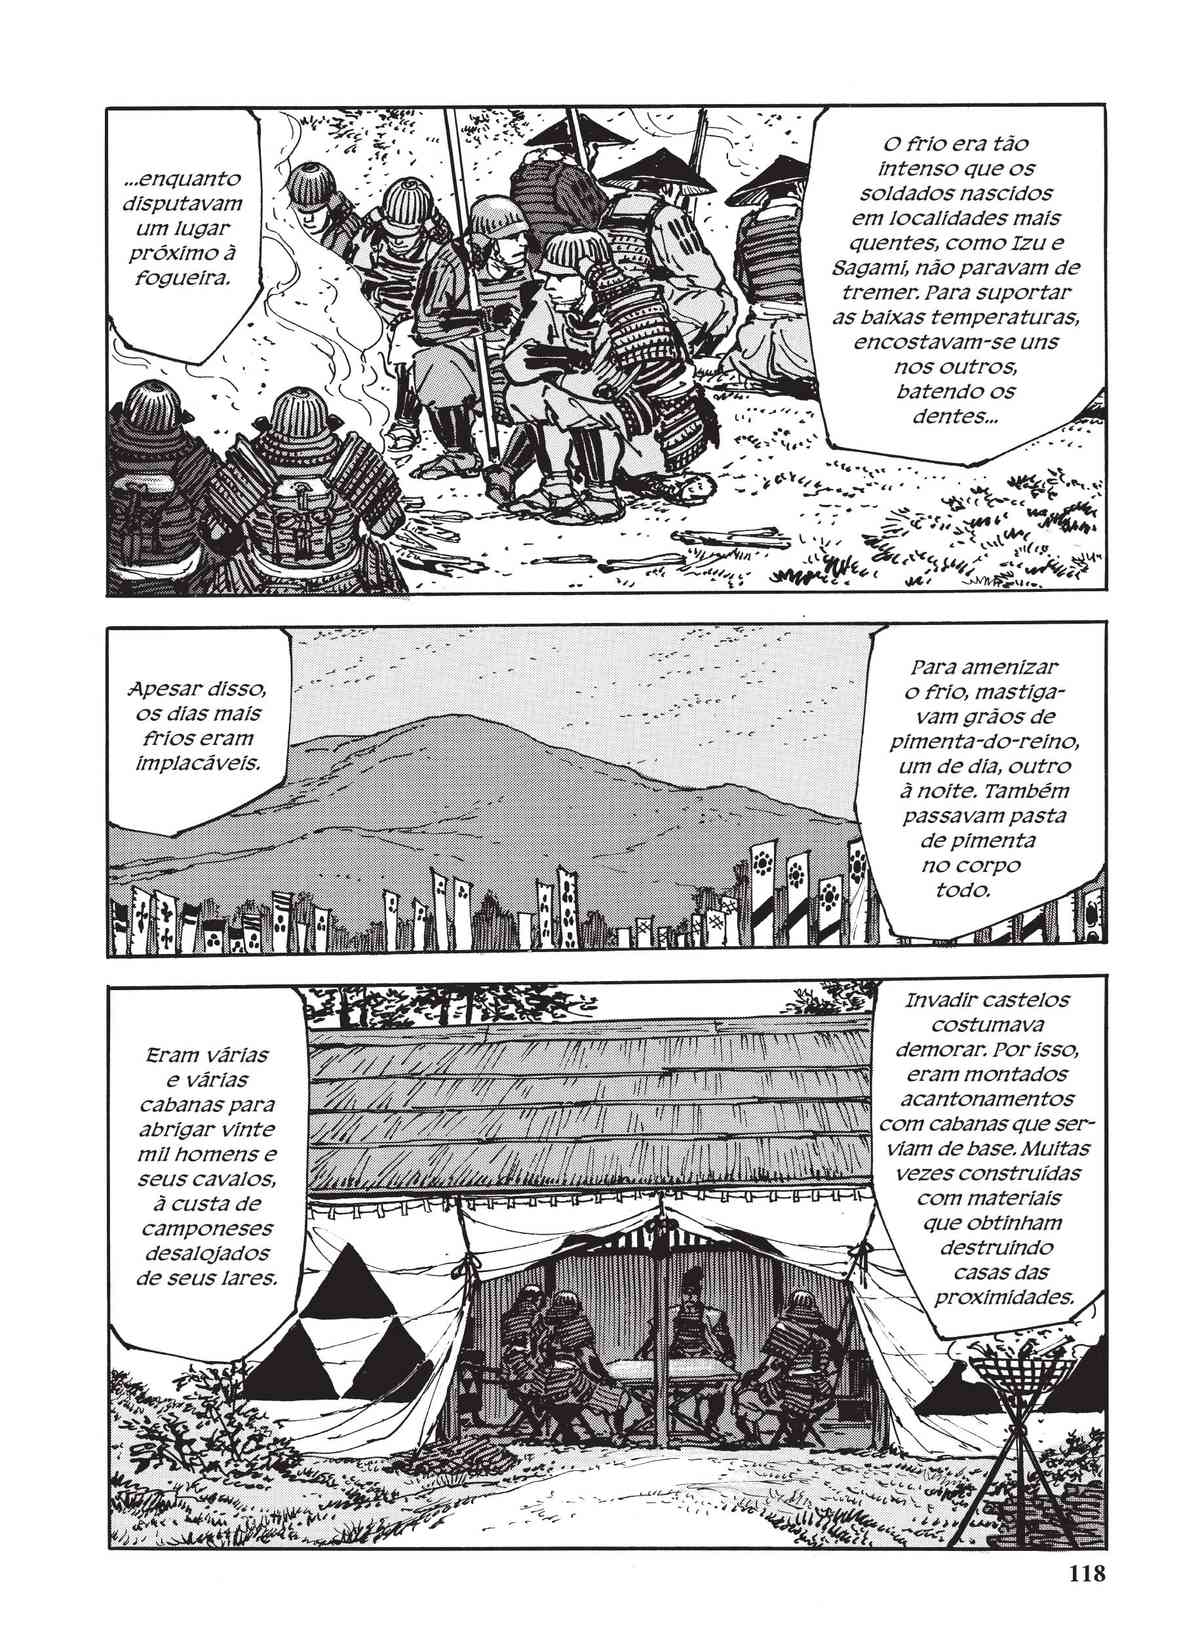 O frio era tão
intenso que os
soldados nascidos
em localidades mais
quentes, como Izu e
Sagami, não paravam de
tremer. Para suportar
as baixas temperaturas,
encostavam-se uns
nos outros,
batendo os
dentes...
...enquanto
disputavam
um lugar
próximo à
fogueira.
Para amenizar
o frio, mastiga-
vam grãos de
pimenta-do-reino,
um de dia, outro
à noite. Também
passavam pasta
de pimenta
no corpo
todo.
Apesar disso,
os dias mais
frios eram
implacáveis.
Invadir castelos
costumava
demorar. Por isso,
eram montados
acantonamentos
com cabanas que ser-
viam de base. Muitas
vezes construídas
com materiais
que obtinham
destruindo
casas das
proximidades.
Eram várias
e várias
cabanas para
abrigar vinte
mil homens e
seus cavalos,
à custa de
camponeses
desalojados
de seus lares.
118